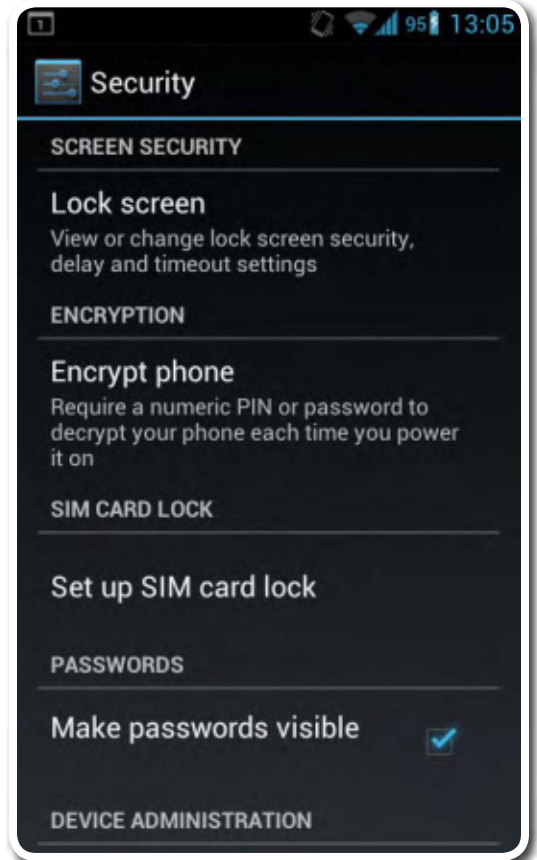 1
95 13:05
Security
SCREEN SECURITY
Lock screen
View or change lock screen security,
delay and timeout settings
ENCRYPTION
Encrypt phone
Require a numeric PIN or password to
decrypt your phone each time you power
it on
SIM CARD LOCK
Set up SIM card lock
PASSWORDS
Make passwords visible
DEVICE ADMINISTRATION